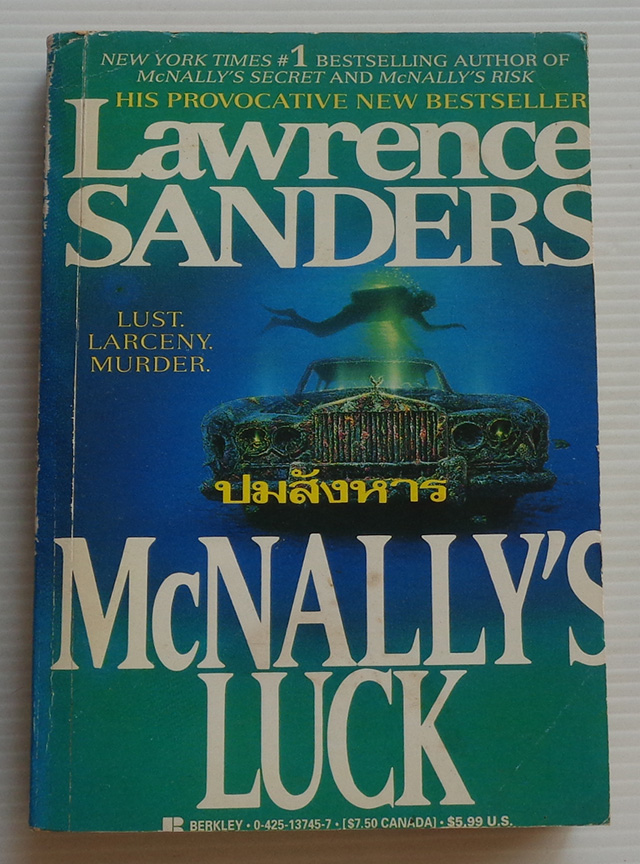 NEW YORK TIMES #1 BESTSELLING AUTHOR OF
McNALLY'S SECRET AND McNALLY'S RISK
HIS PROVOCATIVE NEW BESTSELLER
Lawrence
SANDERS
LUST.
LARCENY.
MURDER.
ปมสังหาร
McNALLY'S
LUCK
BERKLEY • 0-425-13745-7 • [$7.50 CANADA] • $5.99 U.S.